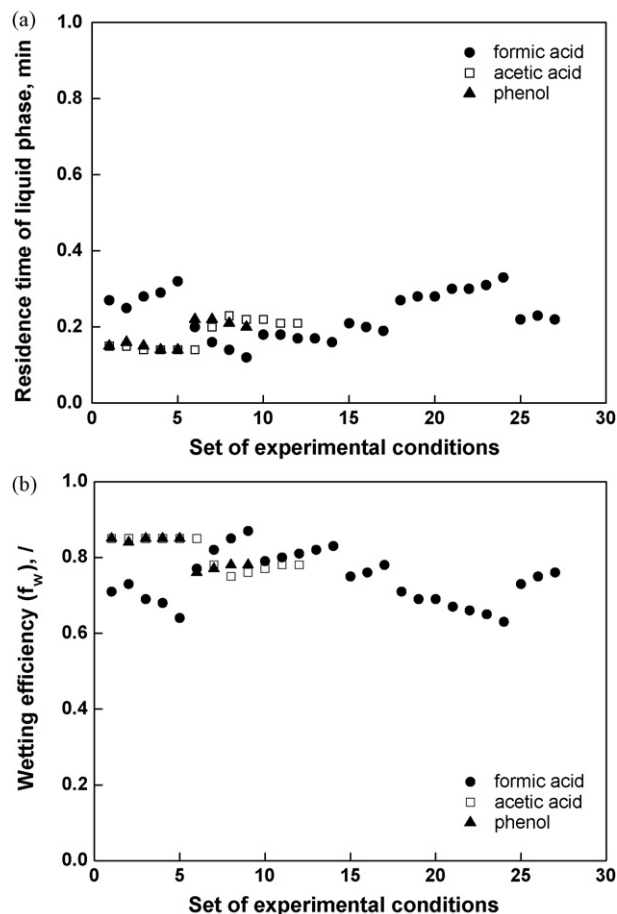 (a)
1.0
0.8
0.6
0.4
0.2
0.0
Residence time of liquid phase, min
formic acid
acetic acid
phenol
0 5 10 15 20 25 30
Set of experimental conditions
(b)
1.0
0.8
0.6
0.4
0.2
0.0
Wetting efficiency (f_w), /
formic acid
acetic acid
phenol
0 5 10 15 20 25 30
Set of experimental conditions